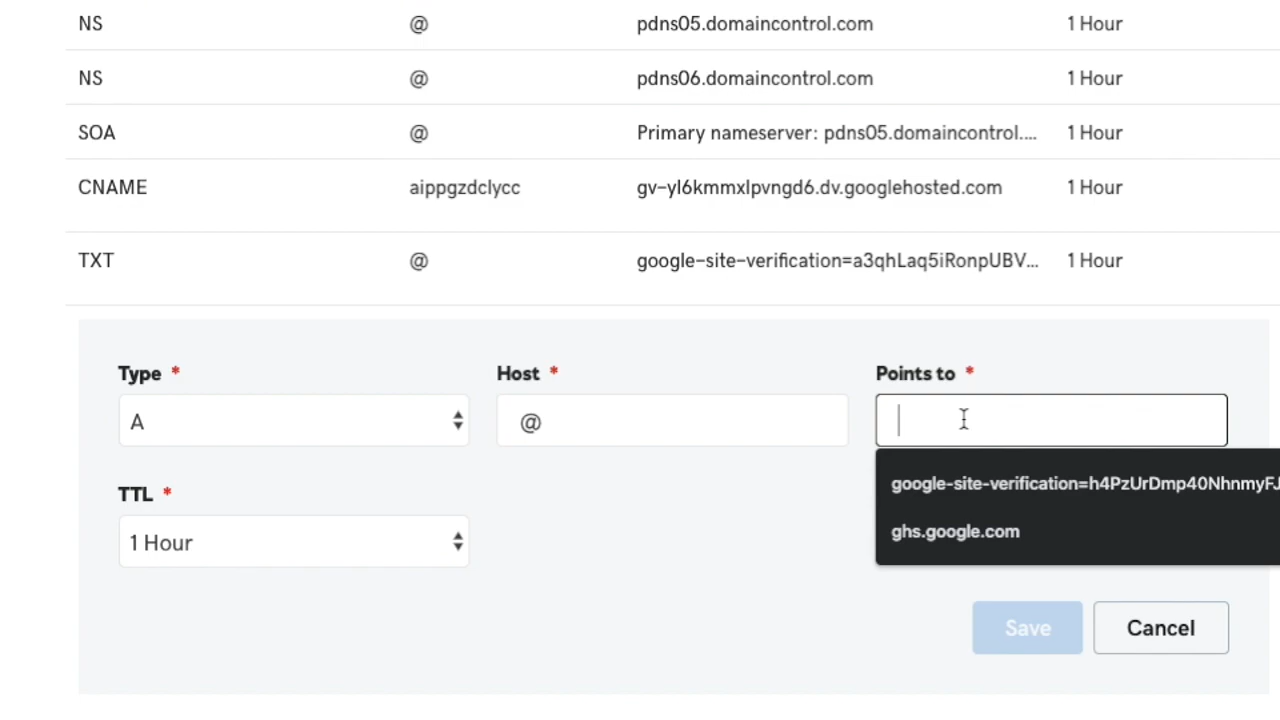 NS @ pdns05.domaincontrol.com 1 Hour
NS @ pdns06.domaincontrol.com 1 Hour
SOA @ Primary nameserver: pdns05.domaincontrol.... 1 Hour
CNAME aippgzdclycc gv-yl6kmmxlpvngd6.dv.googlehosted.com 1 Hour
TXT @ google-site-verification=a3qhLaq5iRonpUBV... 1 Hour
Type * Host * Points to *
A @
TTL *
google-site-verification=h4PzUrDmp40NhnmyFJ
ghs.google.com
1 Hour
Save Cancel